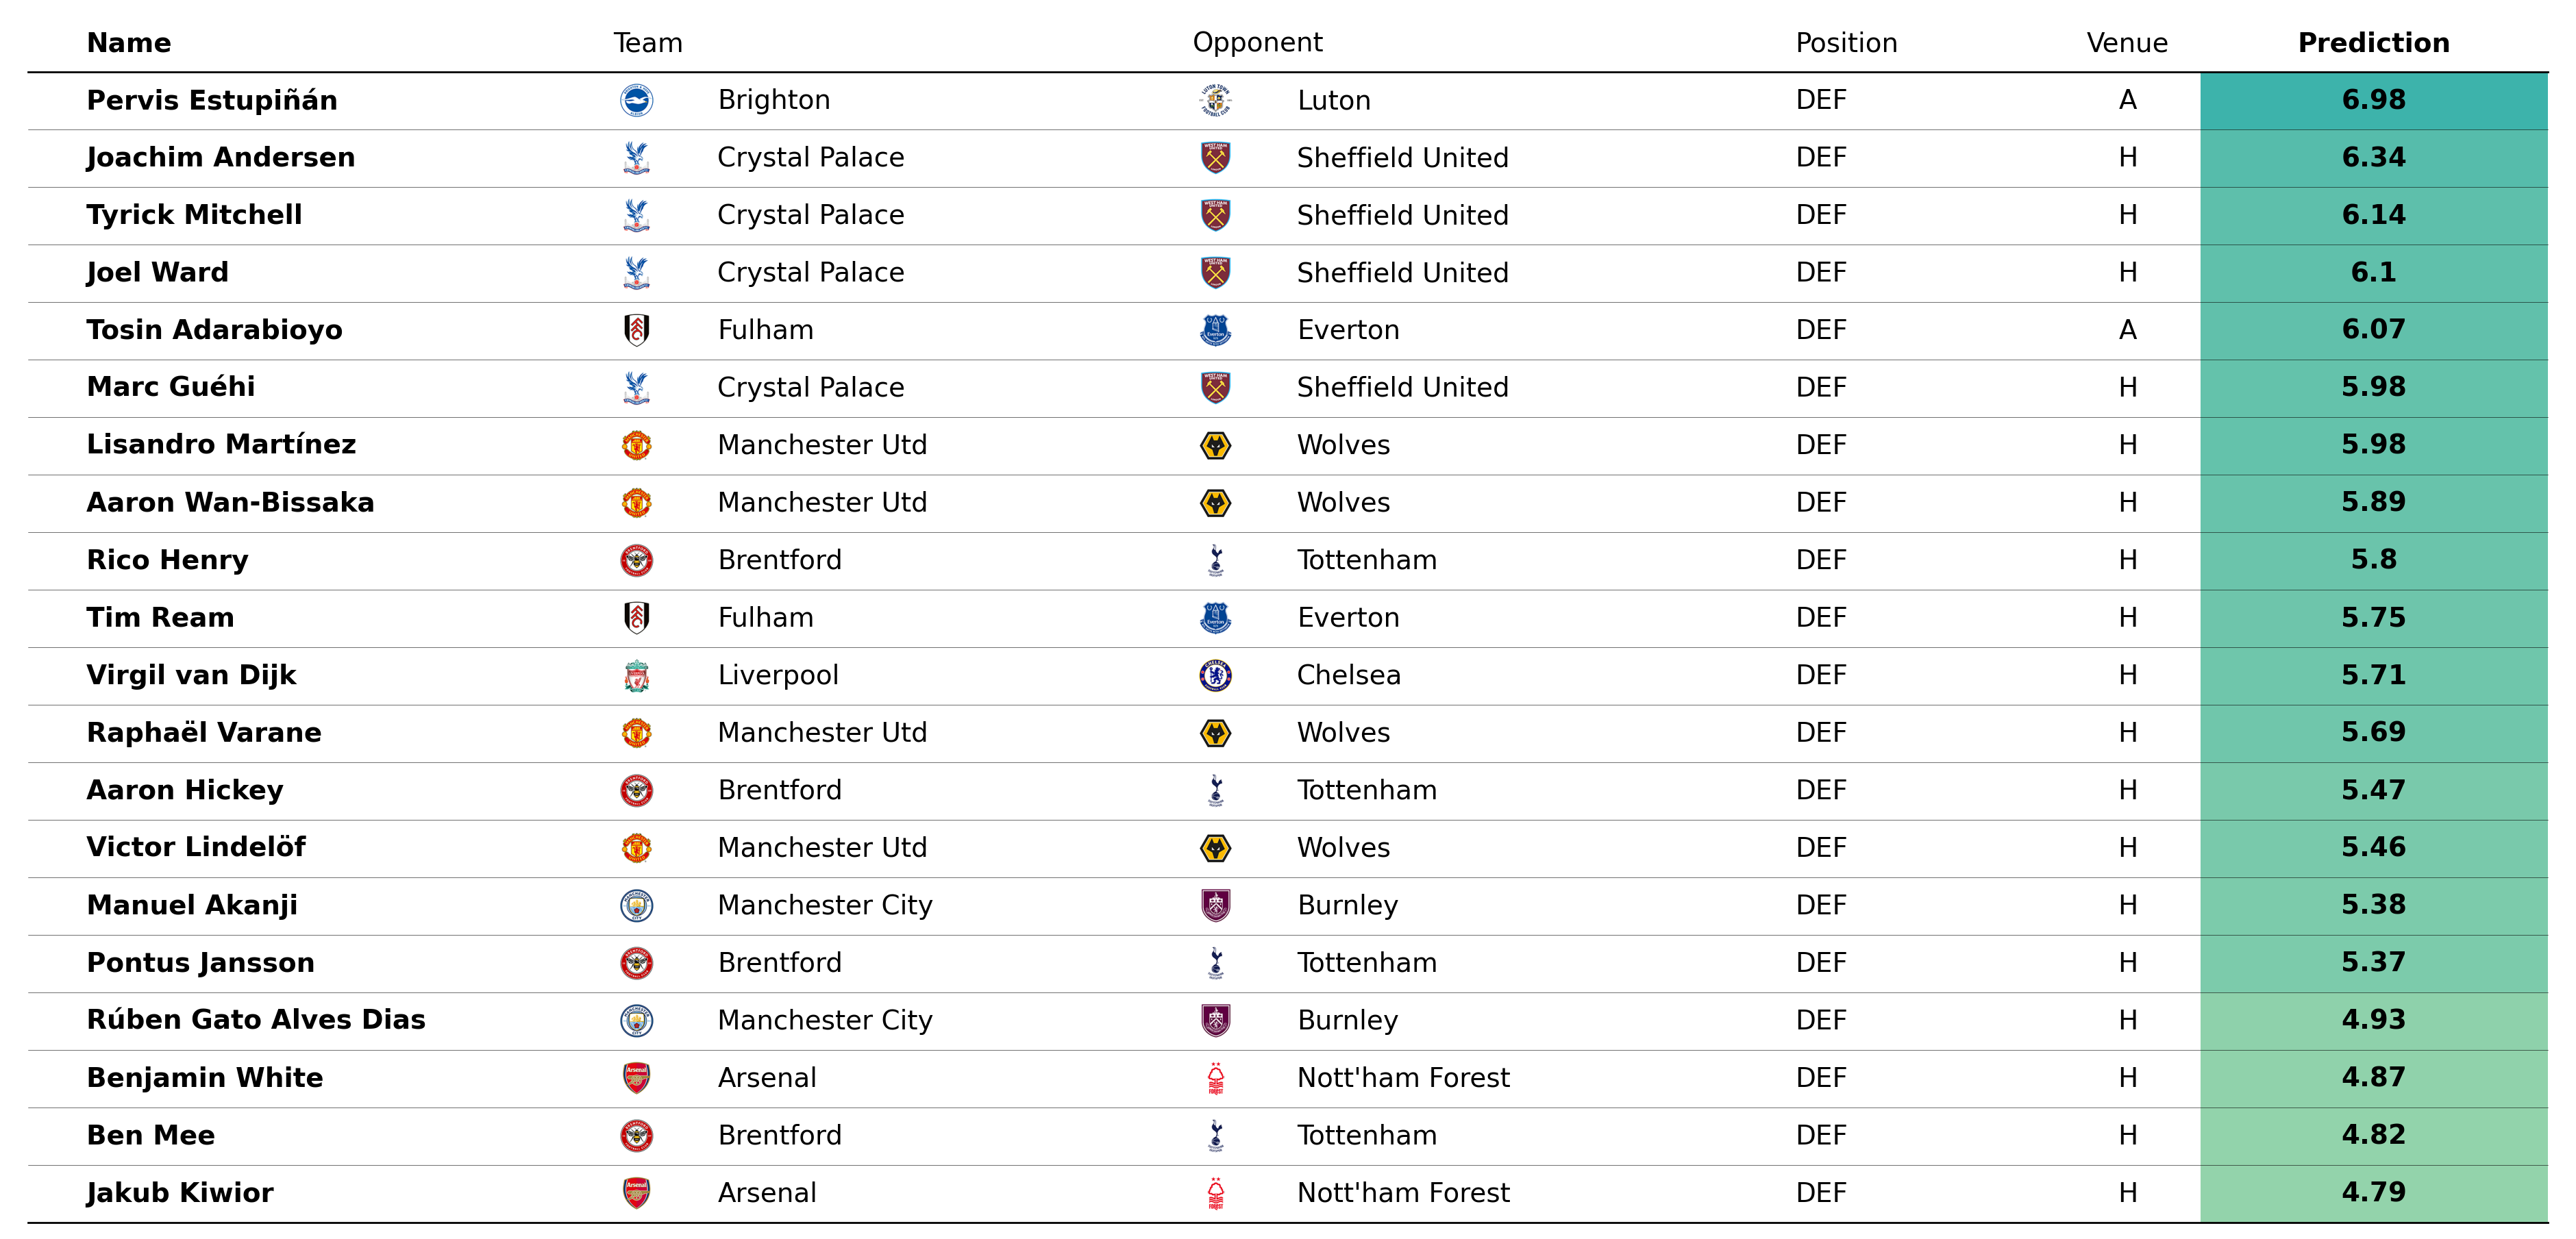 Name Team Opponent Position Venue Prediction
Pervis Estupiñán Brighton Luton DEF A 6.98
Joachim Andersen Crystal Palace Sheffield United DEF H 6.34
Tyrick Mitchell Crystal Palace Sheffield United DEF H 6.14
Joel Ward Crystal Palace Sheffield United DEF H 6.1
Tosin Adarabioyo Fulham Everton DEF A 6.07
Marc Guéhi Crystal Palace Sheffield United DEF H 5.98
Lisandro Martínez Manchester Utd Wolves DEF H 5.98
Aaron Wan-Bissaka Manchester Utd Wolves DEF H 5.89
Rico Henry Brentford Tottenham DEF H 5.8
Tim Ream Fulham Everton DEF H 5.75
Virgil van Dijk Liverpool Chelsea DEF H 5.71
Raphaël Varane Manchester Utd Wolves DEF H 5.69
Aaron Hickey Brentford Tottenham DEF H 5.47
Victor Lindelöf Manchester Utd Wolves DEF H 5.46
Manuel Akanji Manchester City Burnley DEF H 5.38
Pontus Jansson Brentford Tottenham DEF H 5.37
Rúben Gato Alves Dias Manchester City Burnley DEF H 4.93
Benjamin White Arsenal Nott'ham Forest DEF H 4.87
Ben Mee Brentford Tottenham DEF H 4.82
Jakub Kiwior Arsenal Nott'ham Forest DEF H 4.79